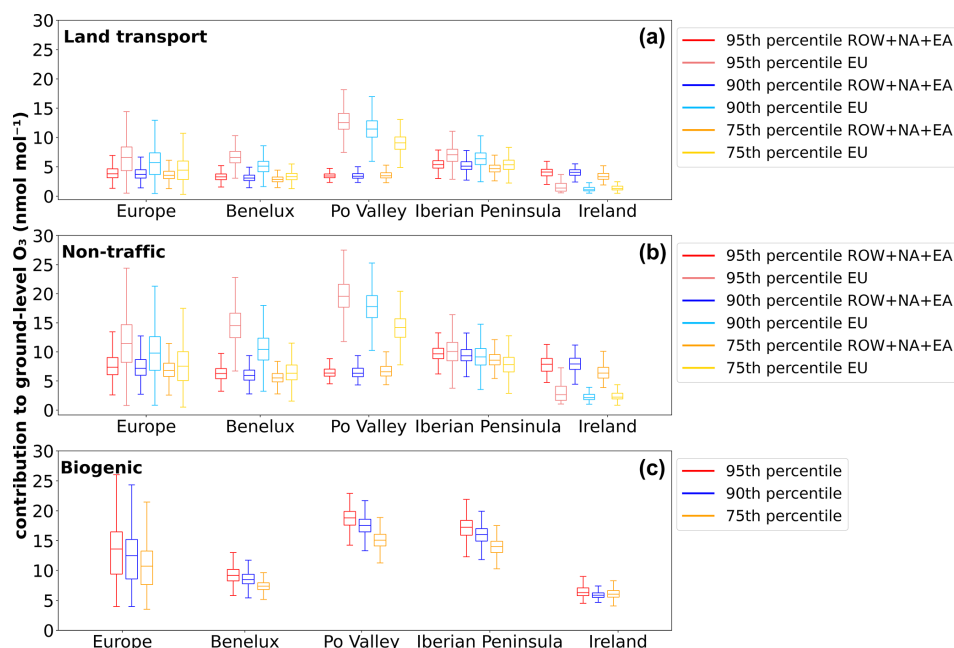 contribution to ground-level O₃ (nmol mol⁻¹)
Land transport
(a)
30
25
20
15
10
5
0
Europe Benelux Po Valley Iberian Peninsula Ireland
95th percentile ROW+NA+EA
95th percentile EU
90th percentile ROW+NA+EA
90th percentile EU
75th percentile ROW+NA+EA
75th percentile EU
Non-traffic
(b)
30
25
20
15
10
5
0
Europe Benelux Po Valley Iberian Pensinsula Ireland
95th percentile ROW+NA+EA
95th percentile EU
90th percentile ROW+NA+EA
90th percentile EU
75th percentile ROW+NA+EA
75th percentile EU
Biogenic
(c)
30
25
20
15
10
5
0
Europe Benelux Po Valley Iberian Peninsula Ireland
95th percentile
90th percentile
75th percentile